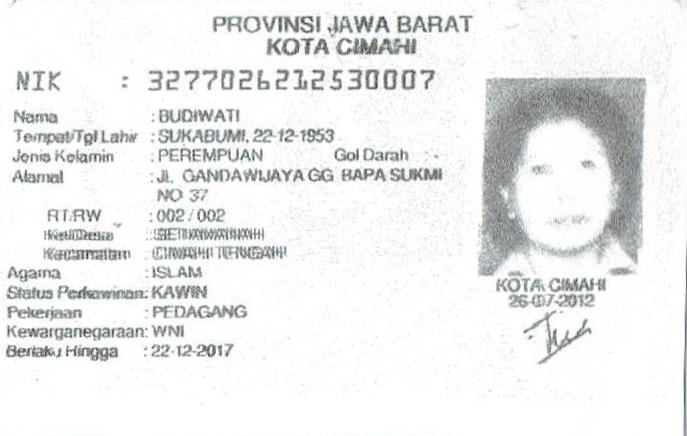 PROVINSI JAWA BARAT
KOTA CIMAHI
NIK : 3277026212530007
Nama : BUDIWATI
Tempat/Tgl Lahir : SUKABUMI, 22-12-1953
Jenis Kelamin : PEREMPUAN Gol Darah : -
Alamat : JL. GANDAWIJAYA GG BAPA SUKMI
NO 37
RT/RW : 002 / 002
Kel/Desa : SETIAMANAH
Kecamatan : CIMAHI TENGAH
Agama : ISLAM
Status Perkawinan: KAWIN
Pekerjaan : PEDAGANG
Kewarganegaraan: WNI
Berlaku Hingga : 22-12-2017
KOTA CIMAHI
26-07-2012